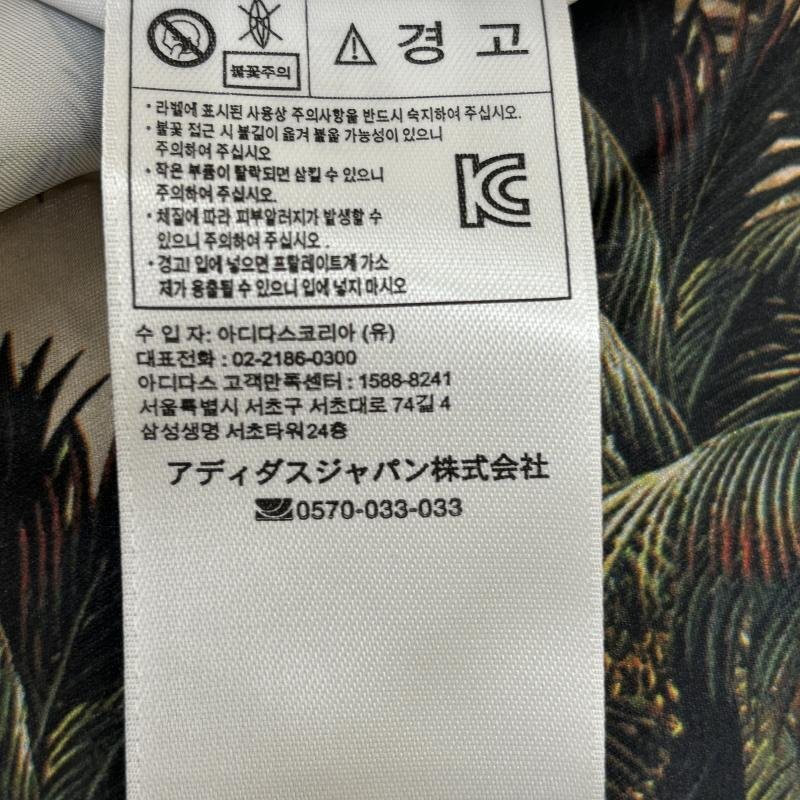 불꽃주의
경 고
• 라벨에 표시된 사용상 주의사항을 반드시 숙지하여 주십시오.
• 불꽃 접근 시 불길이 옮겨 붙을 가능성이 있으니
주의하여 주십시오
• 작은 부품이 탈락되면 삼킬 수 있으니
주의하여 주십시오.
• 체질에 따라 피부알러지가 발생할 수
있으니 주의하여 주십시오 .
• 경고! 입에 넣으면 프탈레이트계 가소
제가 용출될 수 있으니 입에 넣지 마시오
수 입 자: 아디다스코리아 (유)
대표전화 : 02-2186-0300
아디다스 고객만족센터 : 1588-8241
서울특별시 서초구 서초대로 74길 4
삼성생명 서초타워24층
アディダスジャパン株式会社
0570-033-033